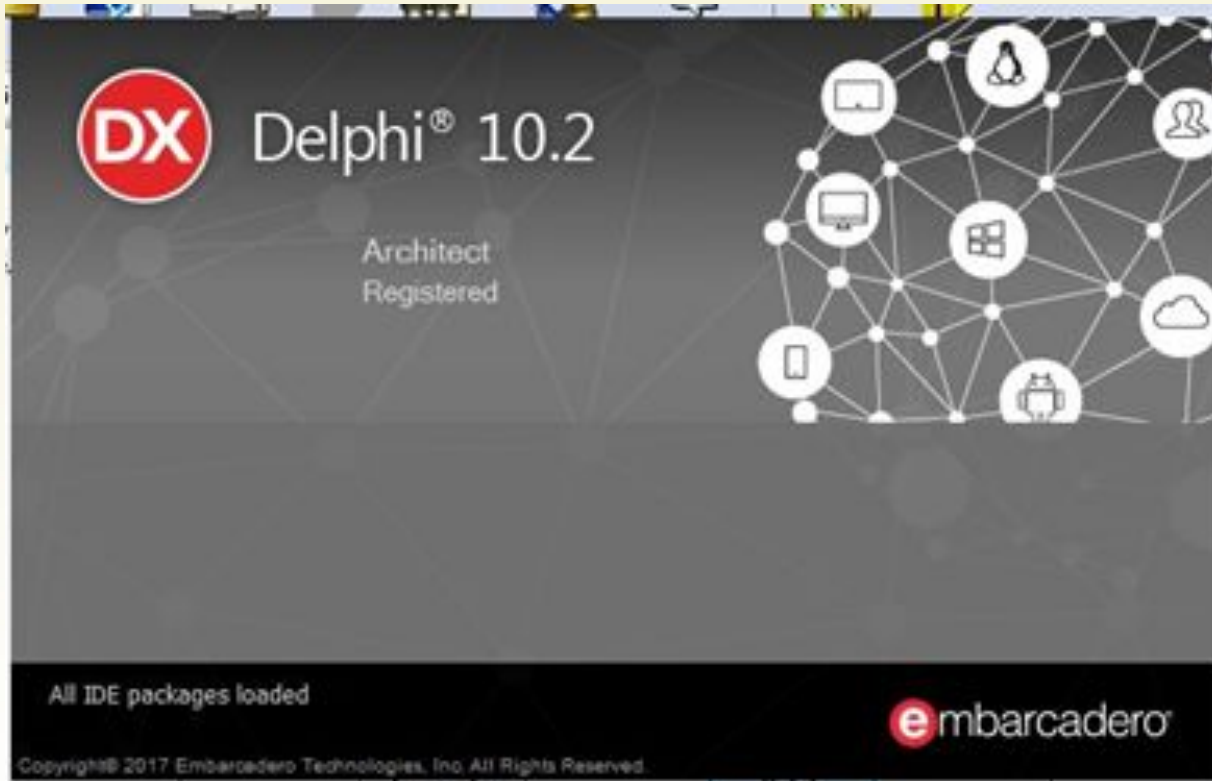 DX
Delphi® 10.2
Architect
Registered
All IDE packages loaded
embarcadero
Copyright© 2017 Embarcadero Technologies, Inc. All Rights Reserved.